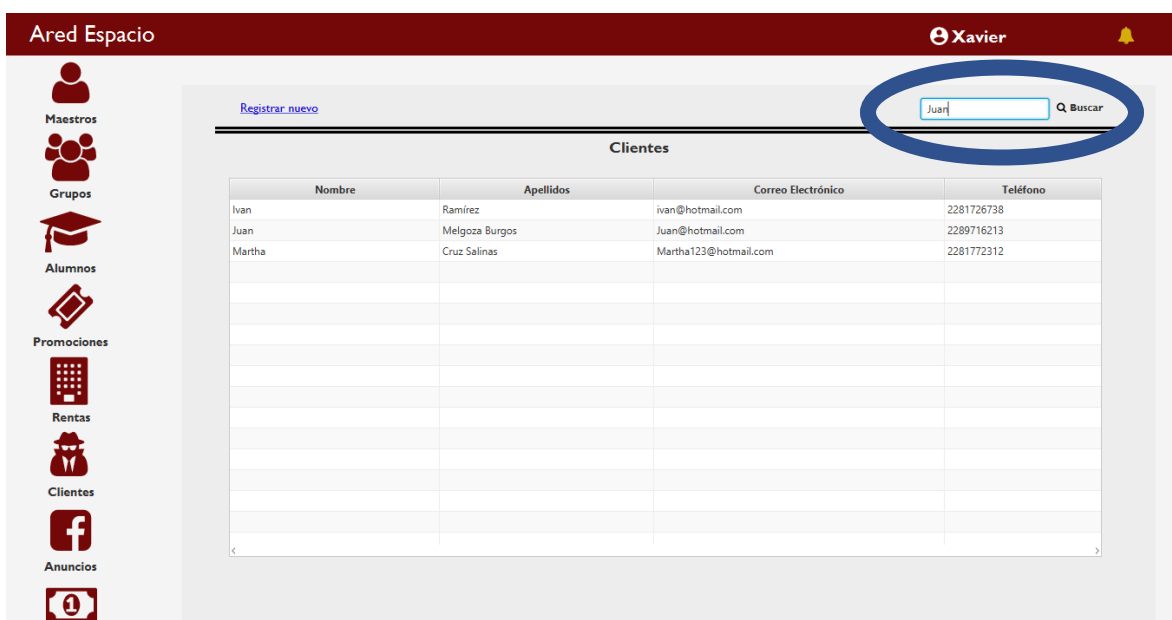 Ared Espacio
Xavier
Maestros
Grupos
Alumnos
Promociones
Rentas
Clientes
Anuncios
1
Registrar nuevo
Juan
Buscar
Clientes
Nombre Apellidos Correo Electrónico Teléfono
Ivan Ramírez ivan@hotmail.com 2281726738
Juan Melgoza Burgos Juan@hotmail.com 2289716213
Martha Cruz Salinas Martha123@hotmail.com 2281772312